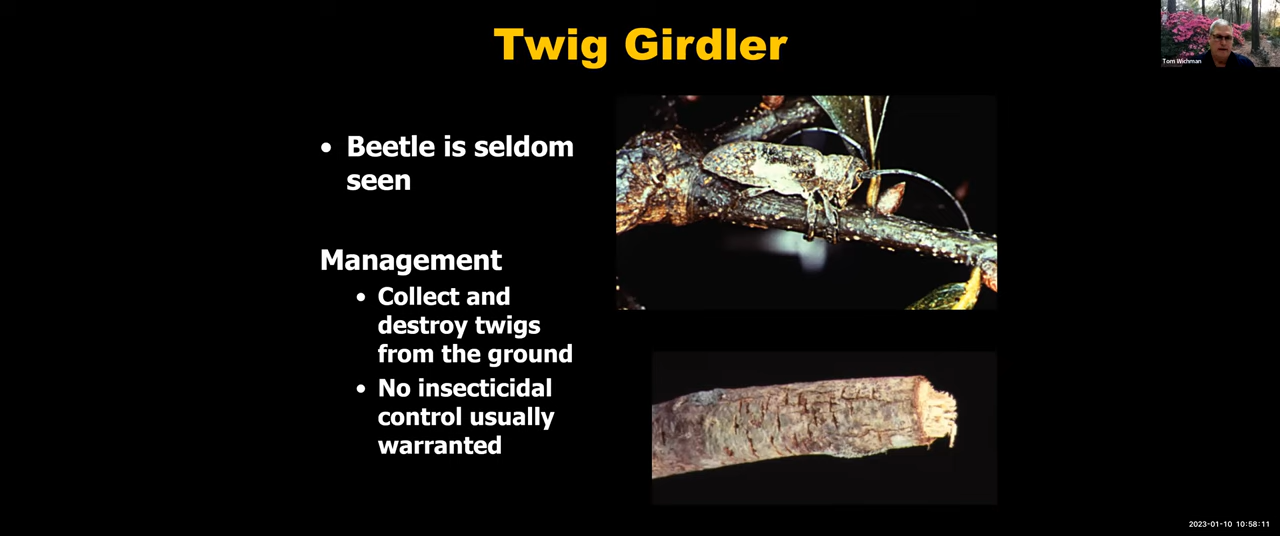 Twig Girdler
Tom Wichman
• Beetle is seldom
seen
Management
• Collect and
destroy twigs
from the ground
• No insecticidal
control usually
warranted
2023-01-10 10:58:11